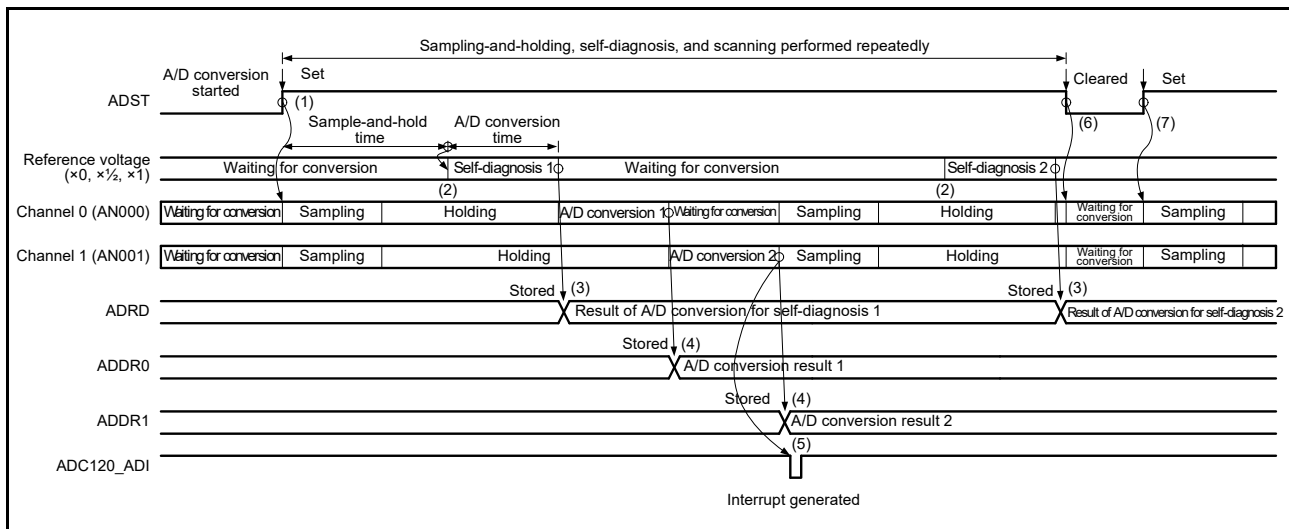 Sampling-and-holding, self-diagnosis, and scanning performed repeatedly
A/D conversion
started
Set
Cleared
Set
ADST
(1)
(6)
(7)
Sample-and-hold
time
A/D conversion
time
Reference voltage
(×0, ×½, ×1)
Waiting for conversion
Self-diagnosis 1
Waiting for conversion
Self-diagnosis 2
(2)
(2)
Channel 0 (AN000)
Waiting for conversion
Sampling
Holding
A/D conversion 1
Waiting for conversion
Sampling
Holding
Waiting for
conversion
Sampling
Channel 1 (AN001)
Waiting for conversion
Sampling
Holding
A/D conversion 2
Sampling
Holding
Waiting for
conversion
Sampling
Stored
(3)
Stored
(3)
ADRD
Result of A/D conversion for self-diagnosis 1
Result of A/D conversion for self-diagnosis 2
Stored
(4)
ADDR0
A/D conversion result 1
Stored
(4)
ADDR1
A/D conversion result 2
(5)
ADC120_ADI
Interrupt generated